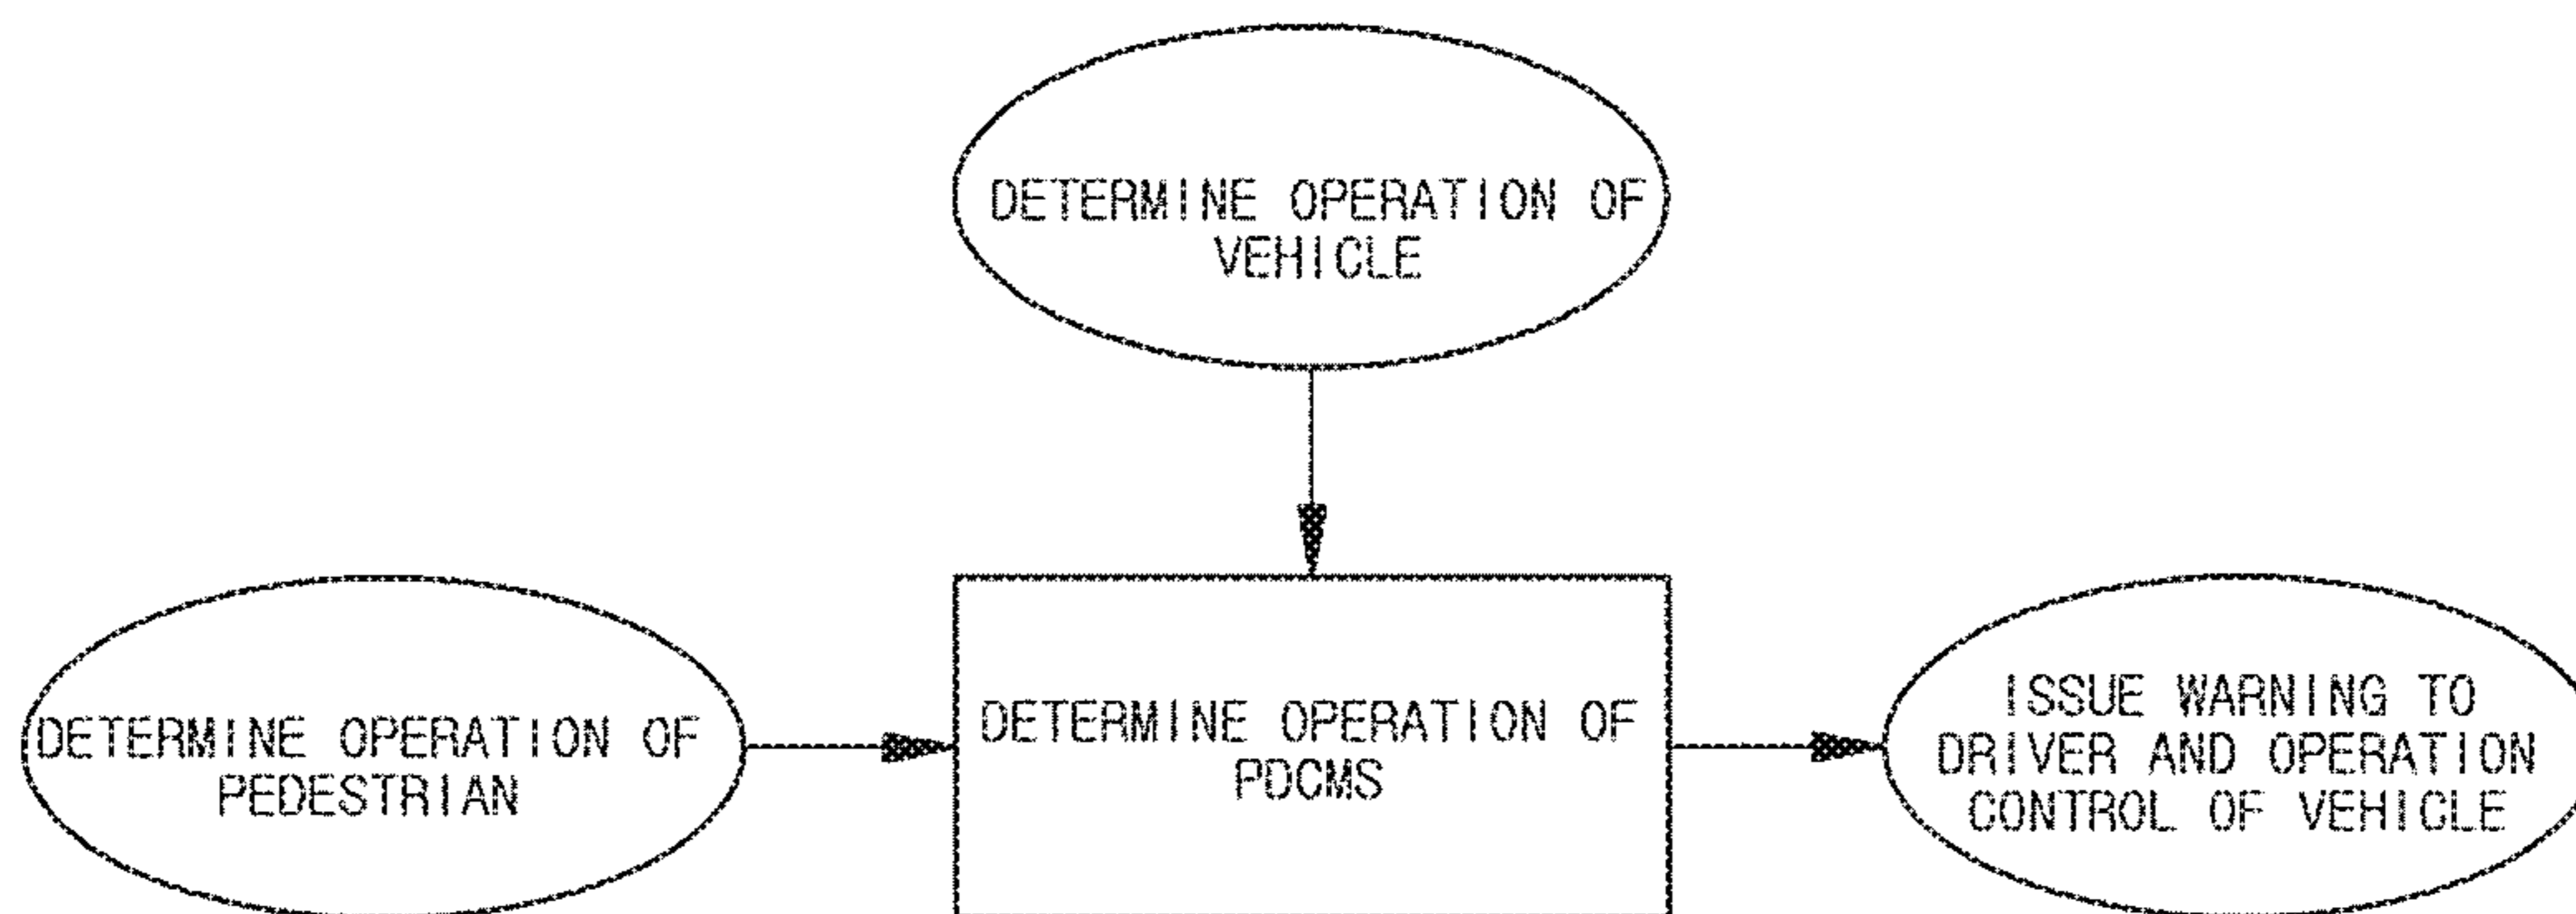 DETERMINE OPERATION OF
VEHICLE
DETERMINE OPERATION OF
PEDESTRIAN
DETERMINE OPERATION OF
PDCMS
ISSUE WARNING TO
DRIVER AND OPERATION
CONTROL OF VEHICLE